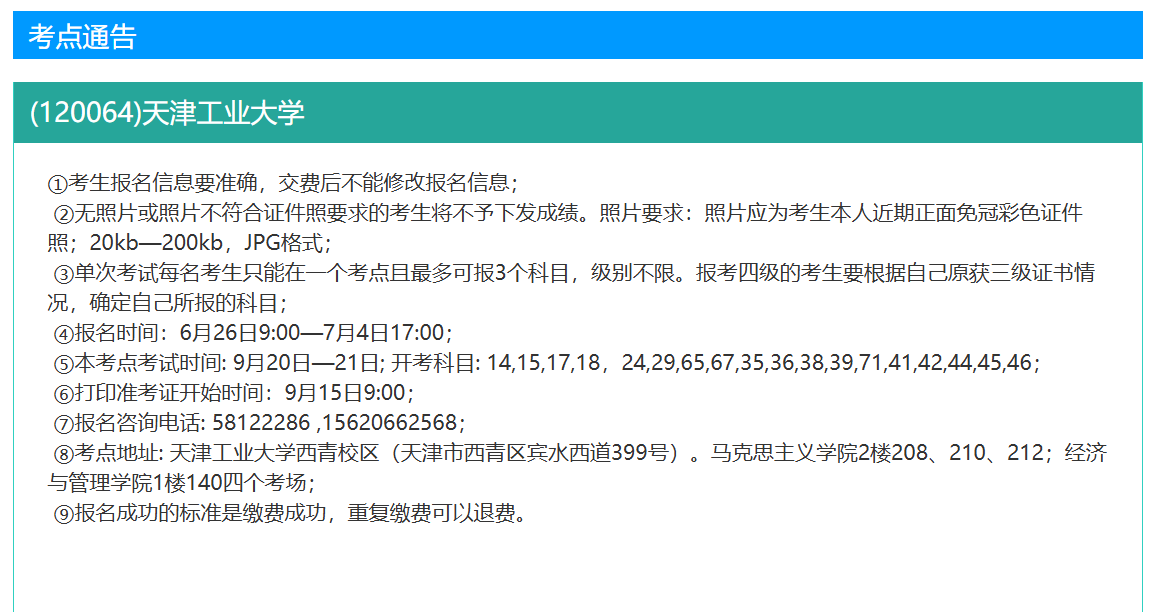 考点通告
(120064)天津工业大学
①考生报名信息要准确，交费后不能修改报名信息；
②无照片或照片不符合证件照要求的考生将不予下发成绩。照片要求：照片应为考生本人近期正面免冠彩色证件
照；20kb—200kb，JPG格式；
③单次考试每名考生只能在一个考点且最多可报3个科目，级别不限。报考四级的考生要根据自己原获三级证书情
况，确定自己所报的科目；
④报名时间：6月26日9:00—7月4日17:00；
⑤本考点考试时间: 9月20日—21日; 开考科目: 14,15,17,18，24,29,65,67,35,36,38,39,71,41,42,44,45,46；
⑥打印准考证开始时间：9月15日9:00；
⑦报名咨询电话: 58122286 ,15620662568；
⑧考点地址: 天津工业大学西青校区（天津市西青区宾水西道399号）。马克思主义学院2楼208、210、212；经济
与管理学院1楼140四个考场；
⑨报名成功的标准是缴费成功，重复缴费可以退费。